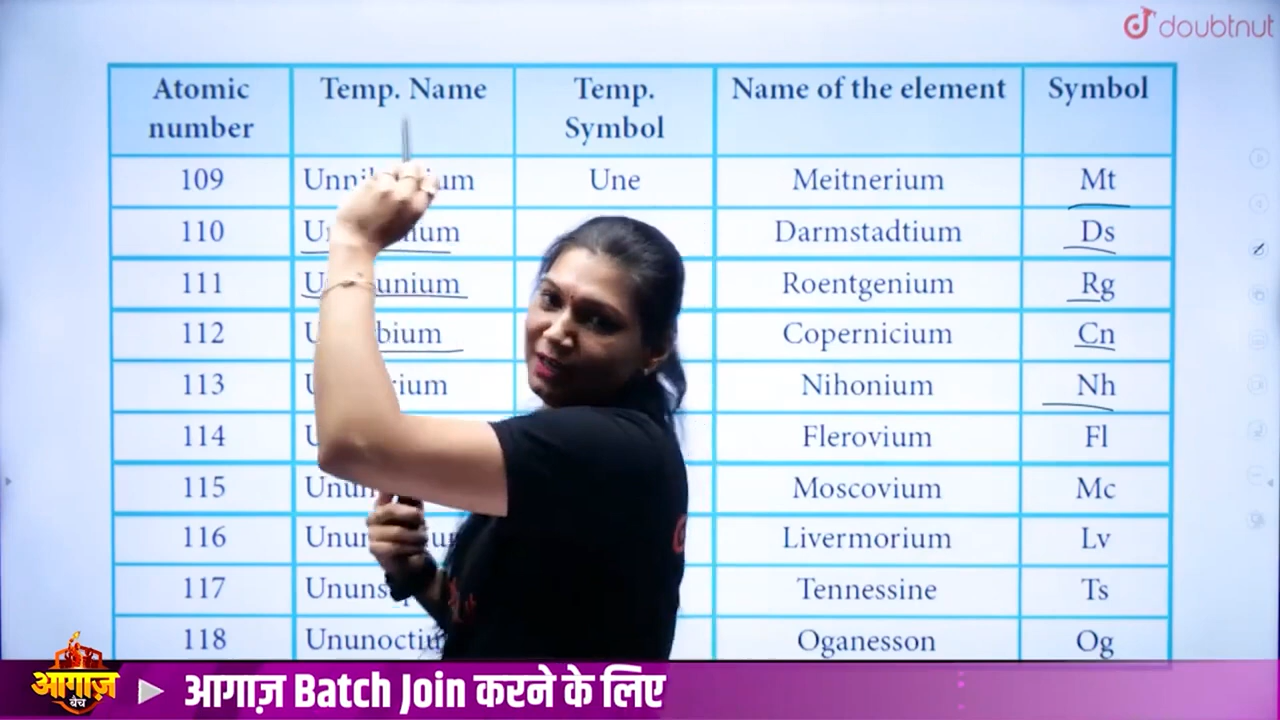 doubtnut
Atomic number Temp. Name Temp. Symbol Name of the element Symbol
109 Une Meitnerium Mt
110 Darmstadtium Ds
111 Roentgenium Rg
112 Copernicium Cn
113 Nihonium Nh
114 Flerovium Fl
115 Moscovium Mc
116 Livermorium Lv
117 Tennessine Ts
118 Oganesson Og
आगाज़
बैच
आगाज़ Batch Join करने के लिए